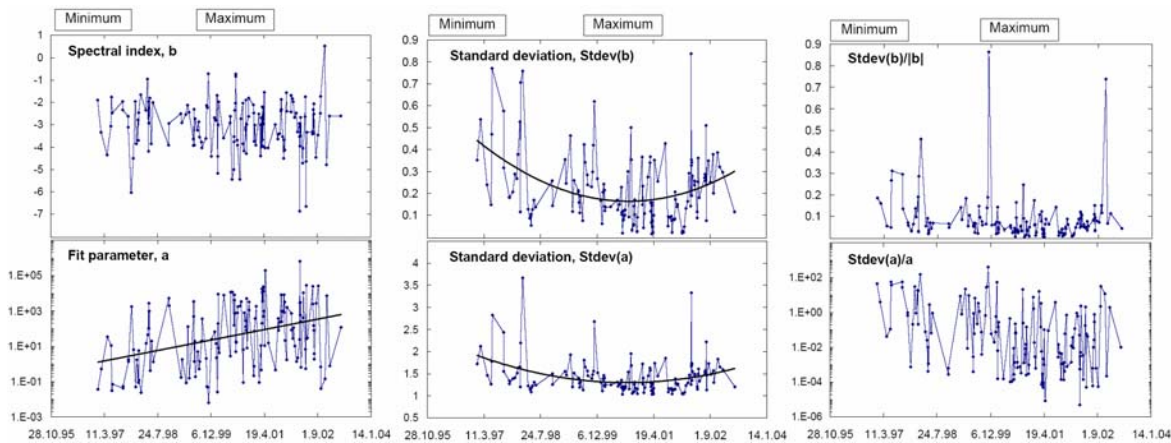 Minimum
Maximum
Spectral index, b
1
0
-1
-2
-3
-4
-5
-6
-7
Fit parameter, a
1.E+05
1.E+03
1.E+01
1.E-01
1.E-03
28.10.95 11.3.97 24.7.98 6.12.99 19.4.01 1.9.02 14.1.04
Minimum
Maximum
Standard deviation, Stdev(b)
0.9
0.8
0.7
0.6
0.5
0.4
0.3
0.2
0.1
Standard deviation, Stdev(a)
4
3.5
3
2.5
2
1.5
1
0.5
28.10.95 11.3.97 24.7.98 6.12.99 19.4.01 1.9.02 14.1.04
Minimum
Maximum
Stdev(b)/|b|
0.9
0.8
0.7
0.6
0.5
0.4
0.3
0.2
0.1
Stdev(a)/a
1.E+02
1.E+00
1.E-02
1.E-04
1.E-06
28.10.95 11.3.97 24.7.98 6.12.99 19.4.01 1.9.02 14.1.04